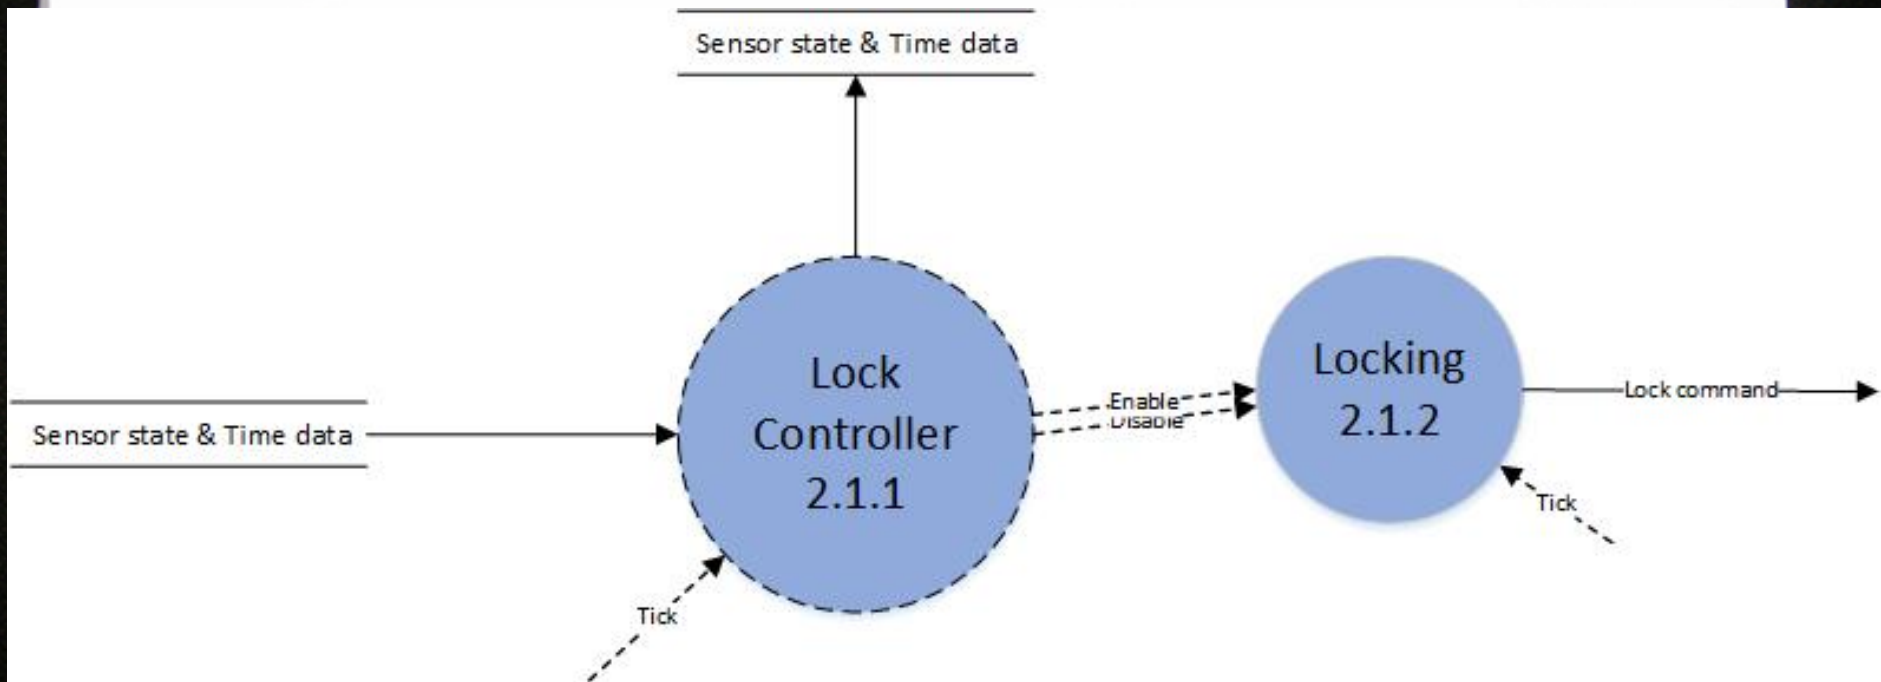 Sensor state & Time data
Lock
Controller
2.1.1
Sensor state & Time data
Enable
Disable
Locking
2.1.2
Lock command
Tick
Tick